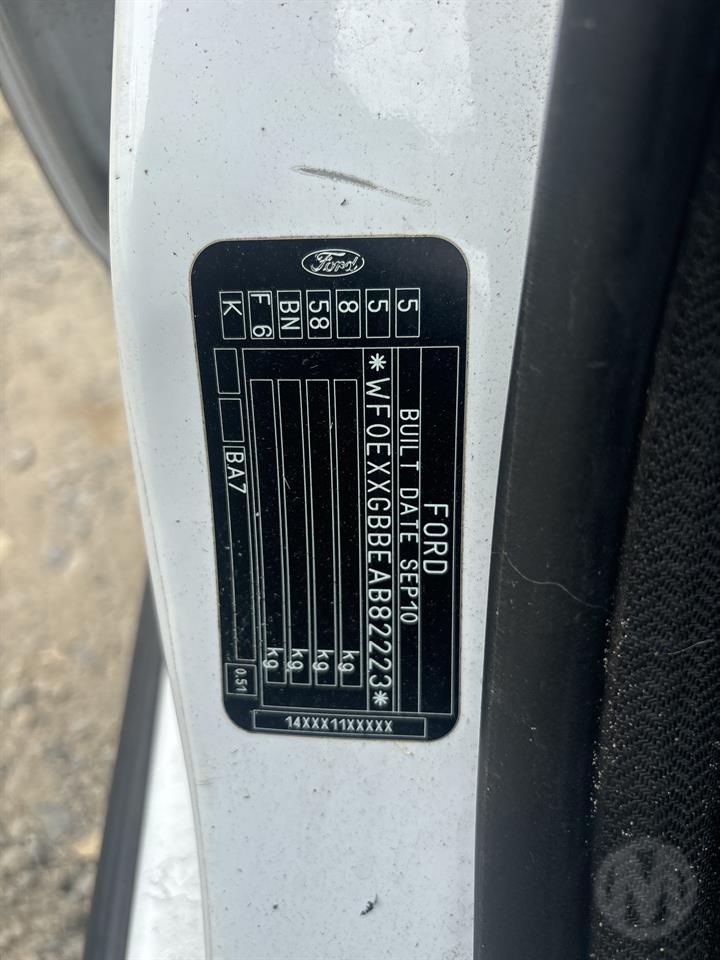 Ford
FORD
BUILT DATE SEP10
*WF0EXXGBBEAB82223*
5
5
8
58
BN
F 6
K
kg
kg
kg
kg
BA7
0.51
14XXX11XXXXX
M